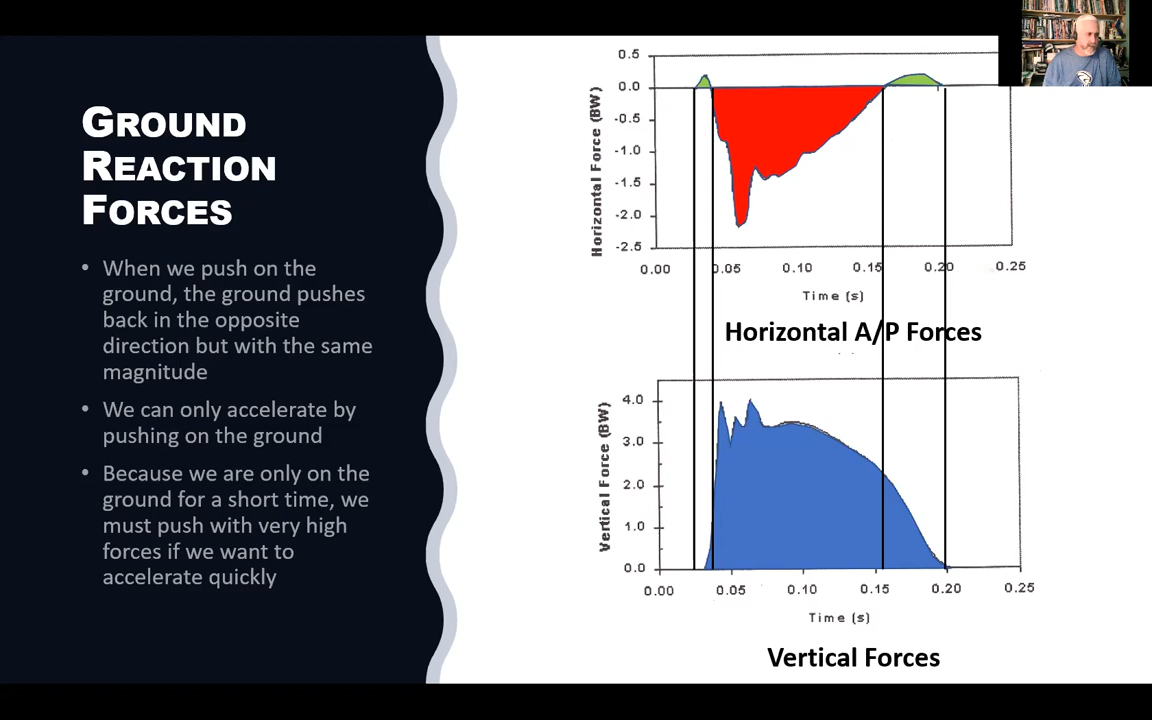 GROUND
REACTION
FORCES
• When we push on the
ground, the ground pushes
back in the opposite
direction but with the same
magnitude
• We can only accelerate by
pushing on the ground
• Because we are only on the
ground for a short time, we
must push with very high
forces if we want to
accelerate quickly
Horizontal Force (BW)
0.5
0.0
-0.5
-1.0
-1.5
-2.0
-2.5
0.00 0.05 0.10 0.15 0.20 0.25
Time (s)
Horizontal A/P Forces
Vertical Force (BW)
4.0
3.0
2.0
1.0
0.0
0.00 0.05 0.10 0.15 0.20 0.25
Time (s)
Vertical Forces